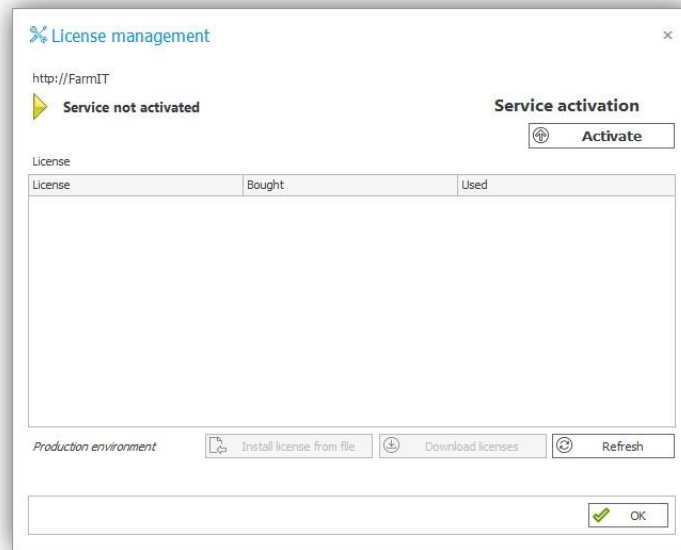 License management
http://FarmIT
Service not activated
Service activation
Activate
License
License Bought Used
Production environment Install license from file Download licenses Refresh
OK